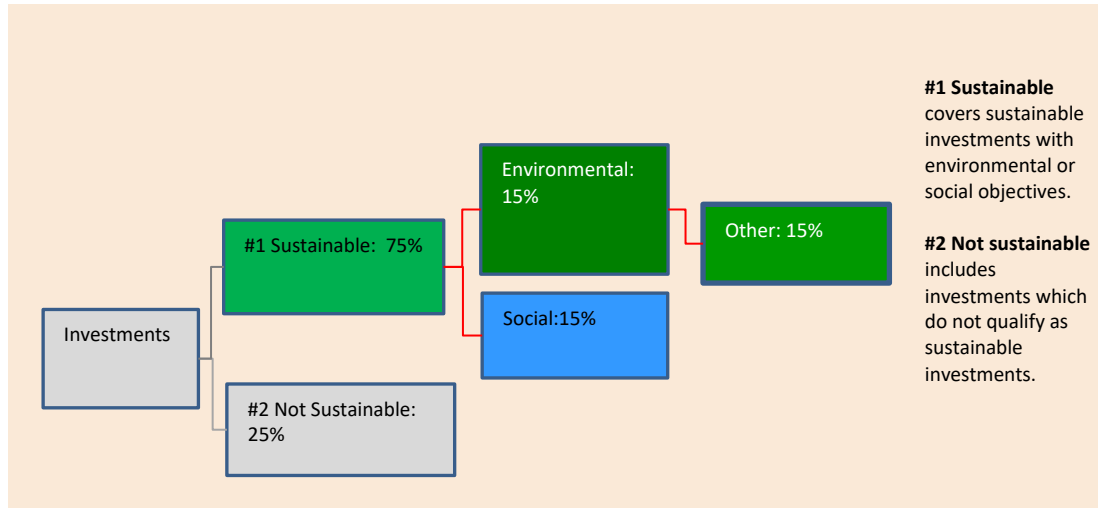 Investments
#1 Sustainable:  75%
#2 Not Sustainable:
25%
Environmental:
15%
Social:15%
Other: 15%
#1 Sustainable
covers sustainable
investments with
environmental or
social objectives.
#2 Not sustainable
includes
investments which
do not qualify as
sustainable
investments.